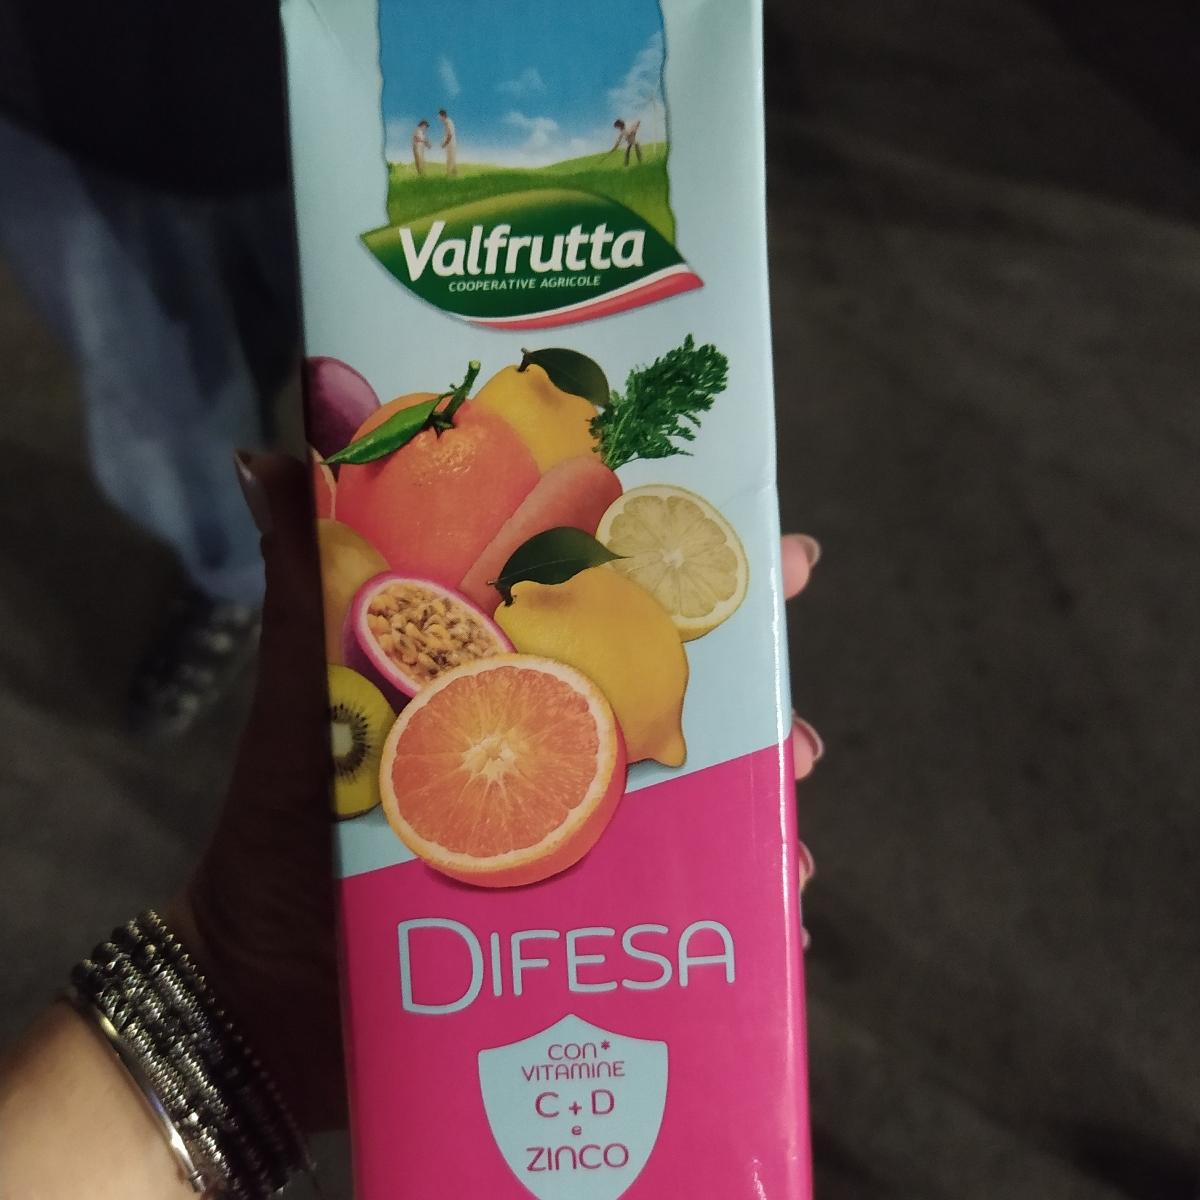 Valfrutta
COOPERATIVE AGRICOLE
DIFESA
CON*
VITAMINE
C + D
e
ZINCO